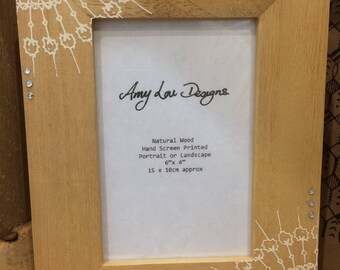 Amy Lou Designs.
Natural Wood
Hand Screen Printed
Portrait or Landscape
6"x 4"
15 x 10cm approx